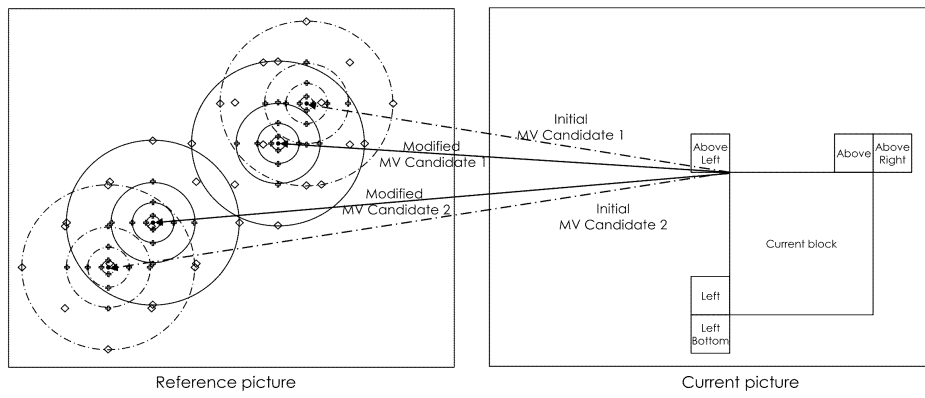 Initial
MV Candidate 1
Modified
MV Candidate 1
Modified
MV Candidate 2
Initial
MV Candidate 2
Above
Left
Above
Above
Right
Current block
Left
Left
Bottom
Reference picture
Current picture